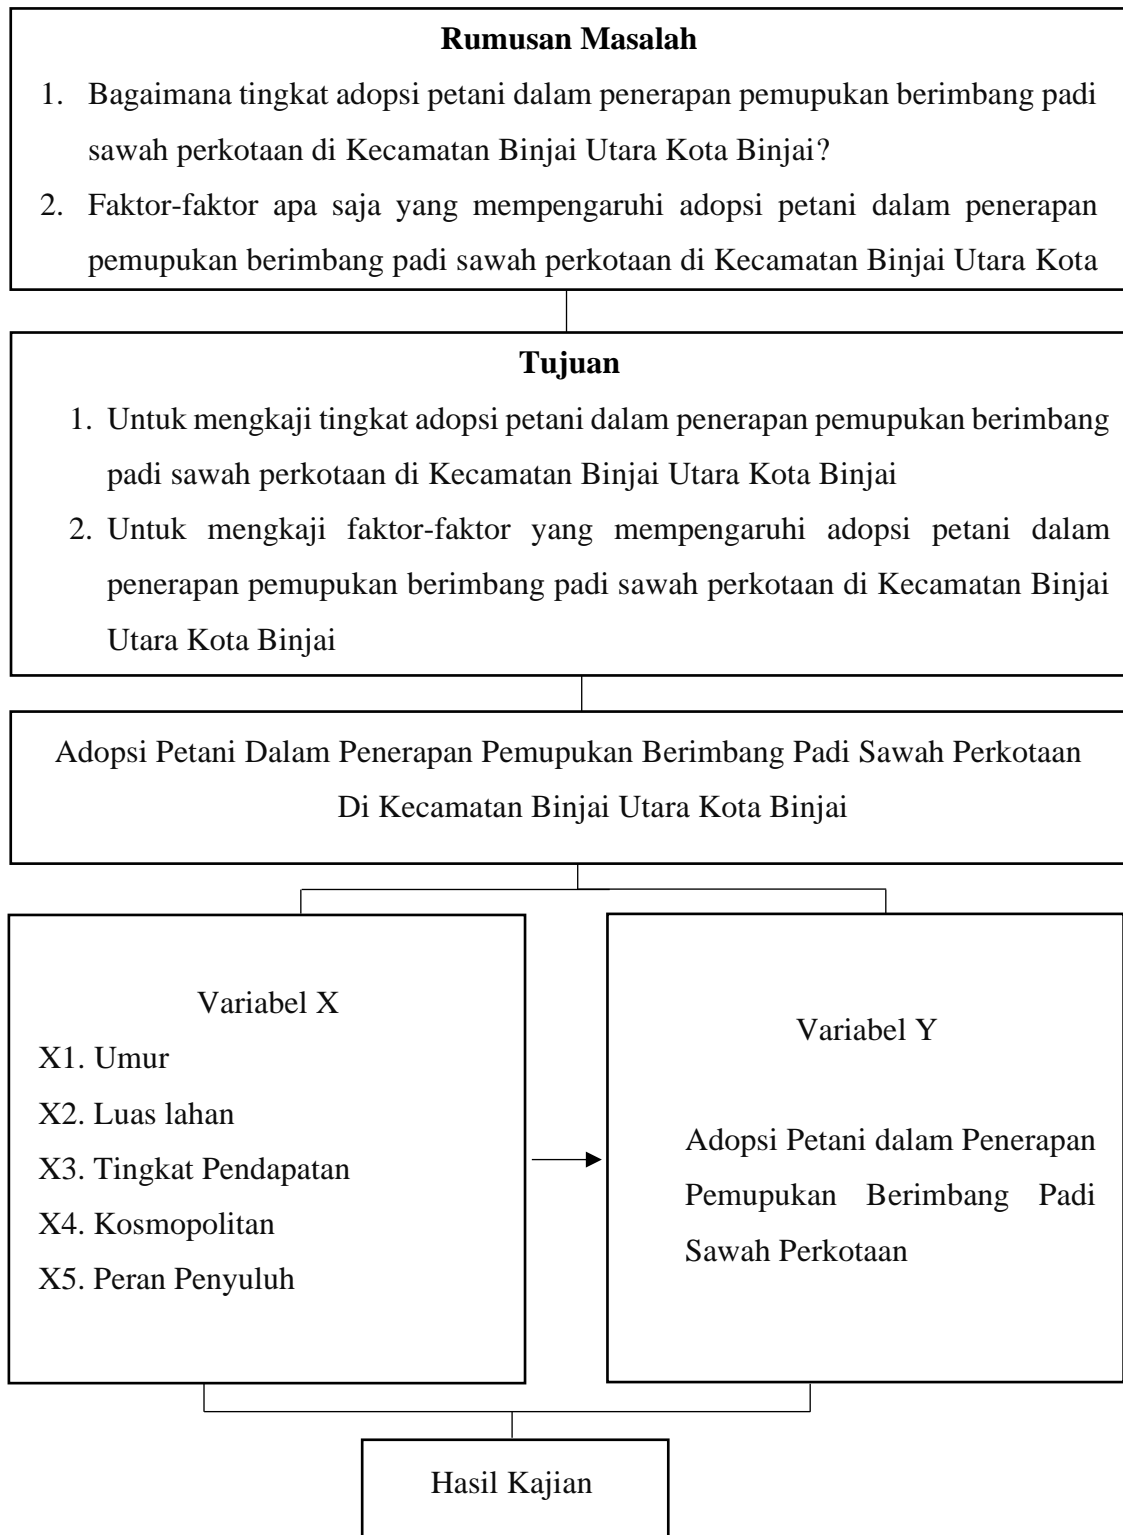 Rumusan Masalah
1. Bagaimana tingkat adopsi petani dalam penerapan pemupukan berimbang padi
sawah perkotaan di Kecamatan Binjai Utara Kota Binjai?
2. Faktor-faktor apa saja yang mempengaruhi adopsi petani dalam penerapan
pemupukan berimbang padi sawah perkotaan di Kecamatan Binjai Utara Kota
Tujuan
1. Untuk mengkaji tingkat adopsi petani dalam penerapan pemupukan berimbang
padi sawah perkotaan di Kecamatan Binjai Utara Kota Binjai
2. Untuk mengkaji faktor-faktor yang mempengaruhi adopsi petani dalam
penerapan pemupukan berimbang padi sawah perkotaan di Kecamatan Binjai
Utara Kota Binjai
Adopsi Petani Dalam Penerapan Pemupukan Berimbang Padi Sawah Perkotaan
Di Kecamatan Binjai Utara Kota Binjai
Variabel X
X1. Umur
X2. Luas lahan
X3. Tingkat Pendapatan
X4. Kosmopolitan
X5. Peran Penyuluh
Variabel Y
Adopsi Petani dalam Penerapan
Pemupukan Berimbang Padi
Sawah Perkotaan
Hasil Kajian